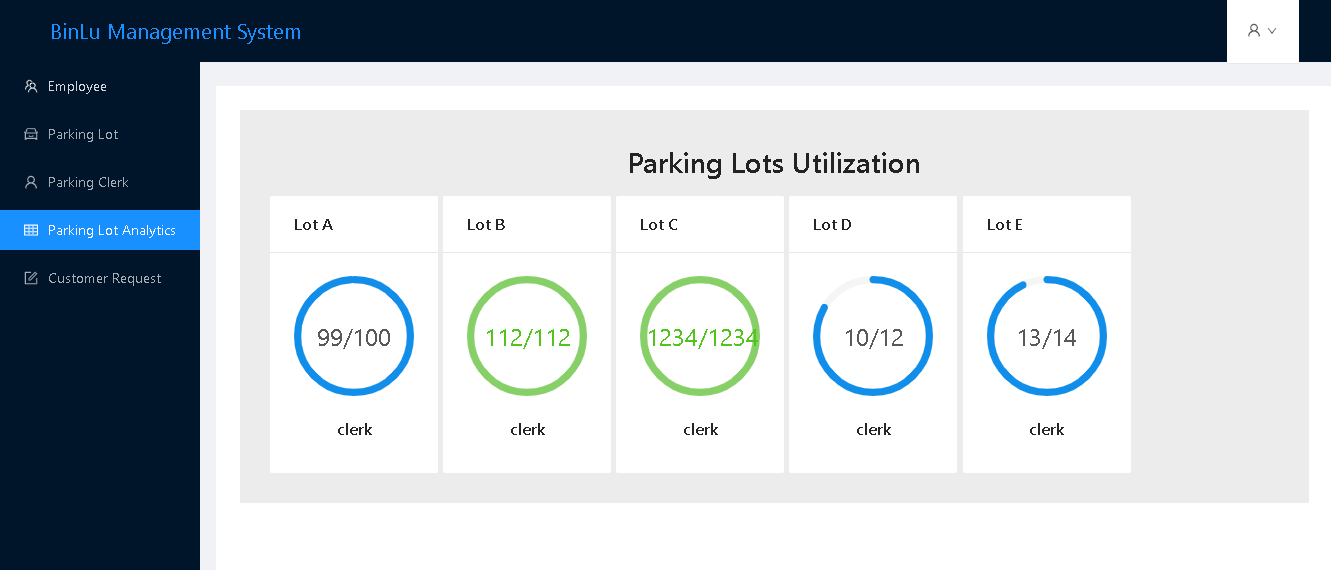 BinLu Management System
Employee
Parking Lot
Parking Clerk
Parking Lot Analytics
Customer Request
Parking Lots Utilization
Lot A
Lot B
Lot C
Lot D
Lot E
99/100
112/112
1234/1234
10/12
13/14
clerk
clerk
clerk
clerk
clerk